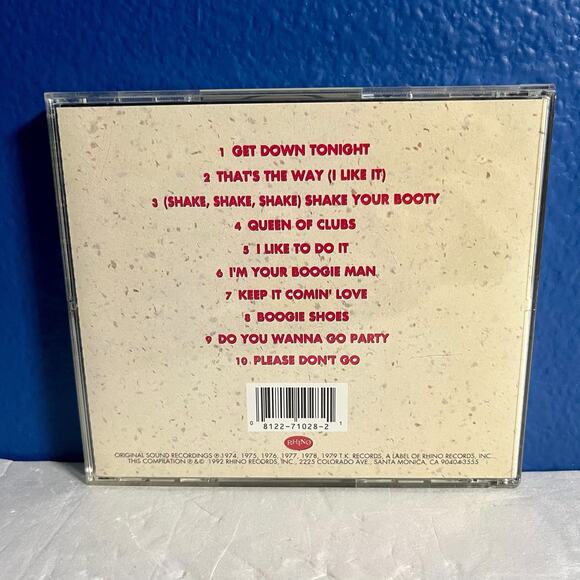 1 GET DOWN TONIGHT
2 THAT'S THE WAY (I LIKE IT)
3 (SHAKE, SHAKE, SHAKE) SHAKE YOUR BOOTY
4 QUEEN OF CLUBS
5 I LIKE TO DO IT
6 I'M YOUR BOOGIE MAN
7 KEEP IT COMIN' LOVE
8 BOOGIE SHOES
9 DO YOU WANNA GO PARTY
10 PLEASE DON'T GO
0 8122-71028-2 1
RHINO
ORIGINAL SOUND RECORDINGS ℗ 1974, 1975, 1976, 1977, 1978, 1979 T.K. RECORDS, A LABEL OF RHINO RECORDS, INC.
THIS COMPILATION ℗ & © 1992 RHINO RECORDS, INC., 2225 COLORADO AVE., SANTA MONICA, CA 90404-3555